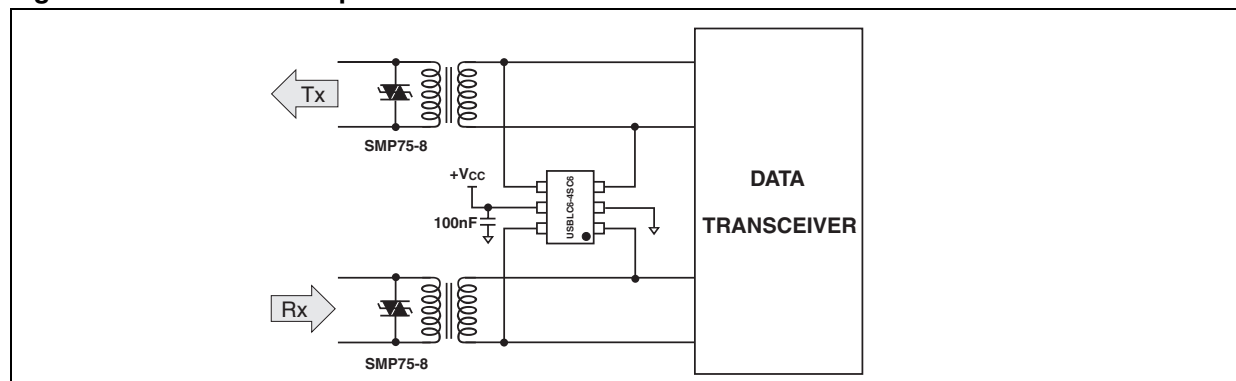 Tx
SMP75-8
+Vcc
100nF
USBLC6-4SC6
DATA
TRANSCEIVER
Rx
SMP75-8